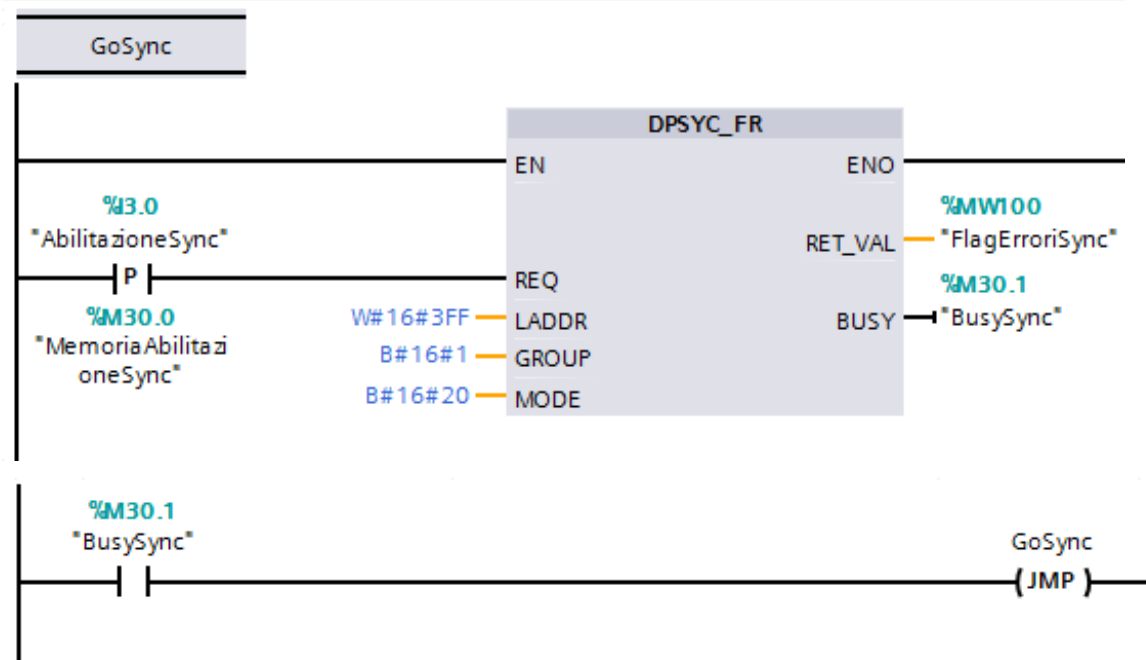 GoSync
DPSYC_FR
EN ENO
%I3.0
"AbilitazioneSync"
%MW100
RET_VAL "FlagErroriSync"
P
REQ
%M30.1
%M30.0
"MemoriaAbilitazi
oneSync"
W#16#3FF LADDR BUSY "BusySync"
B#16#1 GROUP
B#16#20 MODE
%M30.1
"BusySync"
GoSync
JMP